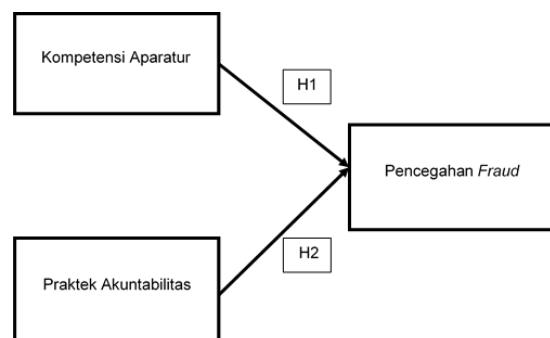 Kompetensi Aparatur
H1
Pencegahan Fraud
H2
Praktek Akuntabilitas